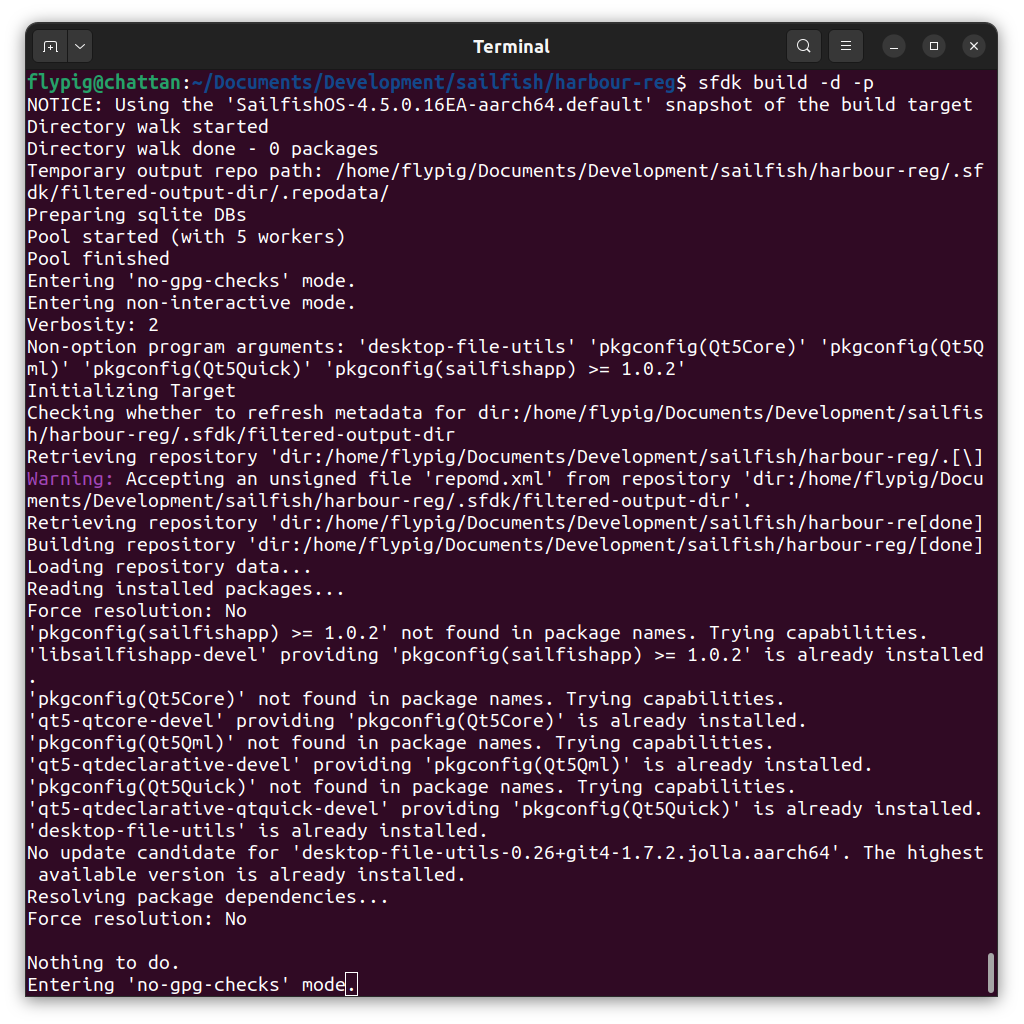 Terminal
flypig@chattan:~/Documents/Development/sailfish/harbour-reg$ sfdk build -d -p
NOTICE: Using the 'SailfishOS-4.5.0.16EA-aarch64.default' snapshot of the build target
Directory walk started
Directory walk done - 0 packages
Temporary output repo path: /home/flypig/Documents/Development/sailfish/harbour-reg/.sf
dk/filtered-output-dir/.repodata/
Preparing sqlite DBs
Pool started (with 5 workers)
Pool finished
Entering 'no-gpg-checks' mode.
Entering non-interactive mode.
Verbosity: 2
Non-option program arguments: 'desktop-file-utils' 'pkgconfig(Qt5Core)' 'pkgconfig(Qt5Q
ml)' 'pkgconfig(Qt5Quick)' 'pkgconfig(sailfishapp) >= 1.0.2'
Initializing Target
Checking whether to refresh metadata for dir:/home/flypig/Documents/Development/sailfis
h/harbour-reg/.sfdk/filtered-output-dir
Retrieving repository 'dir:/home/flypig/Documents/Development/sailfish/harbour-reg/.[\]
Warning: Accepting an unsigned file 'repomd.xml' from repository 'dir:/home/flypig/Docu
ments/Development/sailfish/harbour-reg/.sfdk/filtered-output-dir'.
Retrieving repository 'dir:/home/flypig/Documents/Development/sailfish/harbour-re[done]
Building repository 'dir:/home/flypig/Documents/Development/sailfish/harbour-reg/[done]
Loading repository data...
Reading installed packages...
Force resolution: No
'pkgconfig(sailfishapp) >= 1.0.2' not found in package names. Trying capabilities.
'libsailfishapp-devel' providing 'pkgconfig(sailfishapp) >= 1.0.2' is already installed
.
'pkgconfig(Qt5Core)' not found in package names. Trying capabilities.
'qt5-qtcore-devel' providing 'pkgconfig(Qt5Core)' is already installed.
'pkgconfig(Qt5Qml)' not found in package names. Trying capabilities.
'qt5-qtdeclarative-devel' providing 'pkgconfig(Qt5Qml)' is already installed.
'pkgconfig(Qt5Quick)' not found in package names. Trying capabilities.
'qt5-qtdeclarative-qtquick-devel' providing 'pkgconfig(Qt5Quick)' is already installed.
'desktop-file-utils' is already installed.
No update candidate for 'desktop-file-utils-0.26+git4-1.7.2.jolla.aarch64'. The highest
 available version is already installed.
Resolving package dependencies...
Force resolution: No
Nothing to do.
Entering 'no-gpg-checks' mode.